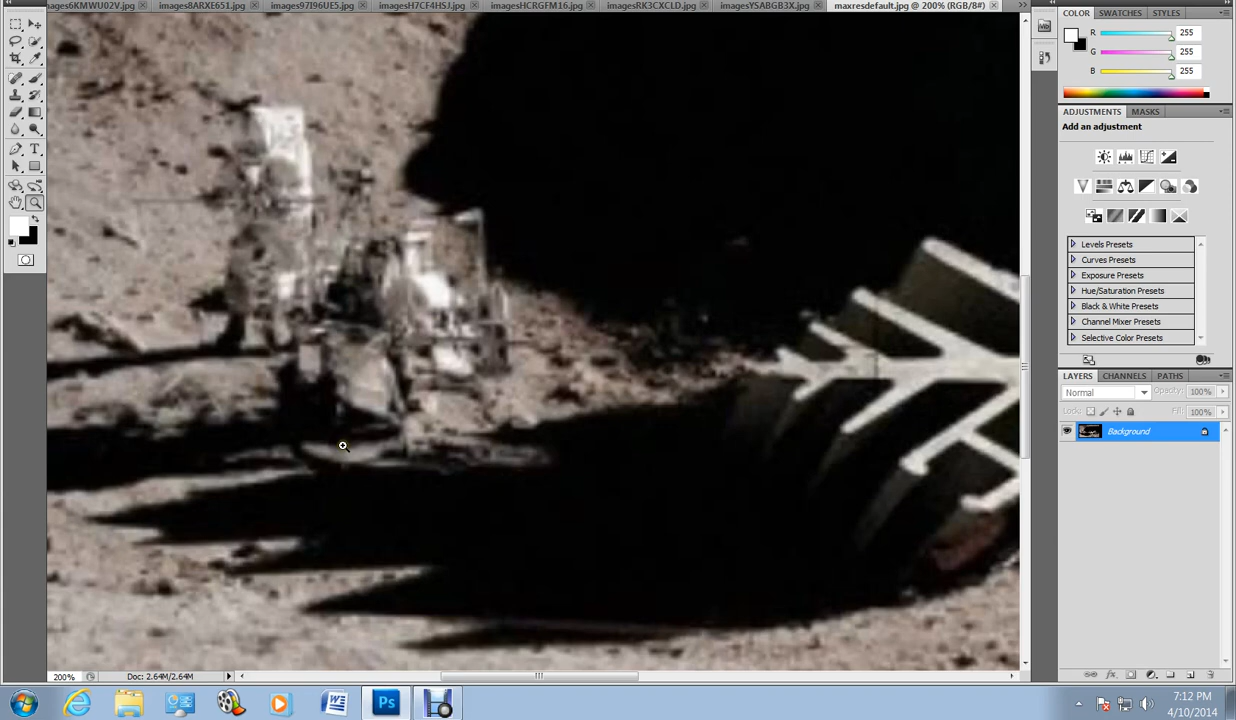 magesKMWU02V.jpg
images8ARXE651.jpg
images97I96UE5.jpg
imagesH7CF4HSJ.jpg
imagesHCRGFM16.jpg
imagesRK3CXCLD.jpg
imagesYSABGB3X.jpg
maxresdefault.jpg @ 200% (RGB/8#)
COLOR
SWATCHES
STYLES
R
255
G
255
B
255
ADJUSTMENTS
MASKS
Add an adjustment
Levels Presets
Curves Presets
Exposure Presets
Hue/Saturation Presets
Black & White Presets
Channel Mixer Presets
Selective Color Presets
LAYERS
CHANNELS
PATHS
Normal
Opacity: 100%
Lock:
Fill: 100%
Background
200%
Doc: 2.64M/2.64M
Ps
7:12 PM
4/10/2014